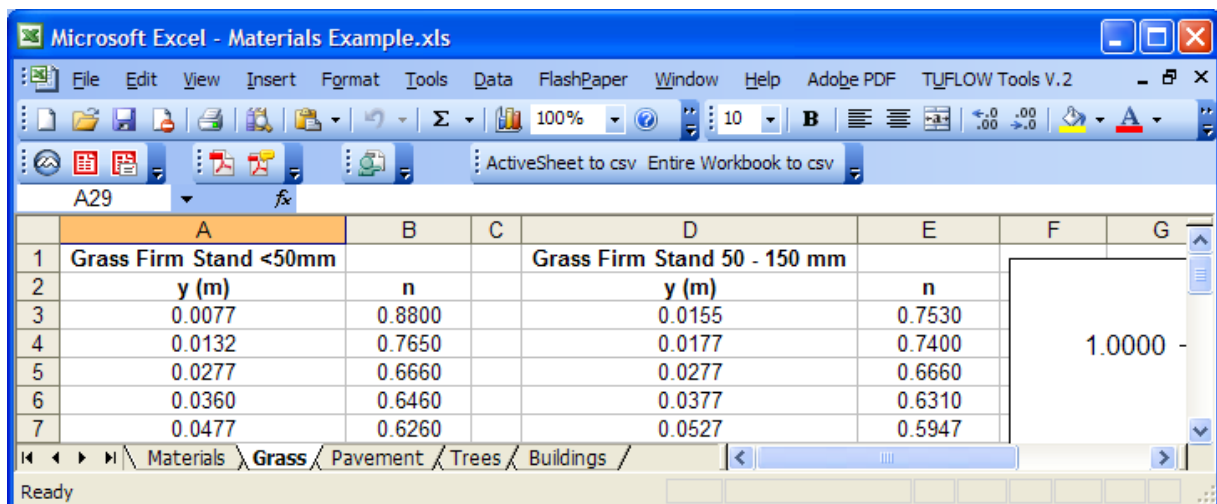 Microsoft Excel - Materials Example.xls
File Edit View Insert Format Tools Data FlashPaper Window Help Adobe PDF TUFLOW Tools V.2
100% 10 B
ActiveSheet to csv Entire Workbook to csv
A29 fx
A B C D E F G
1 Grass Firm Stand <50mm Grass Firm Stand 50 - 150 mm
2 y (m) n y (m) n
3 0.0077 0.8800 0.0155 0.7530
4 0.0132 0.7650 0.0177 0.7400 1.0000
5 0.0277 0.6660 0.0277 0.6660
6 0.0360 0.6460 0.0377 0.6310
7 0.0477 0.6260 0.0527 0.5947
Materials Grass Pavement Trees Buildings
Ready